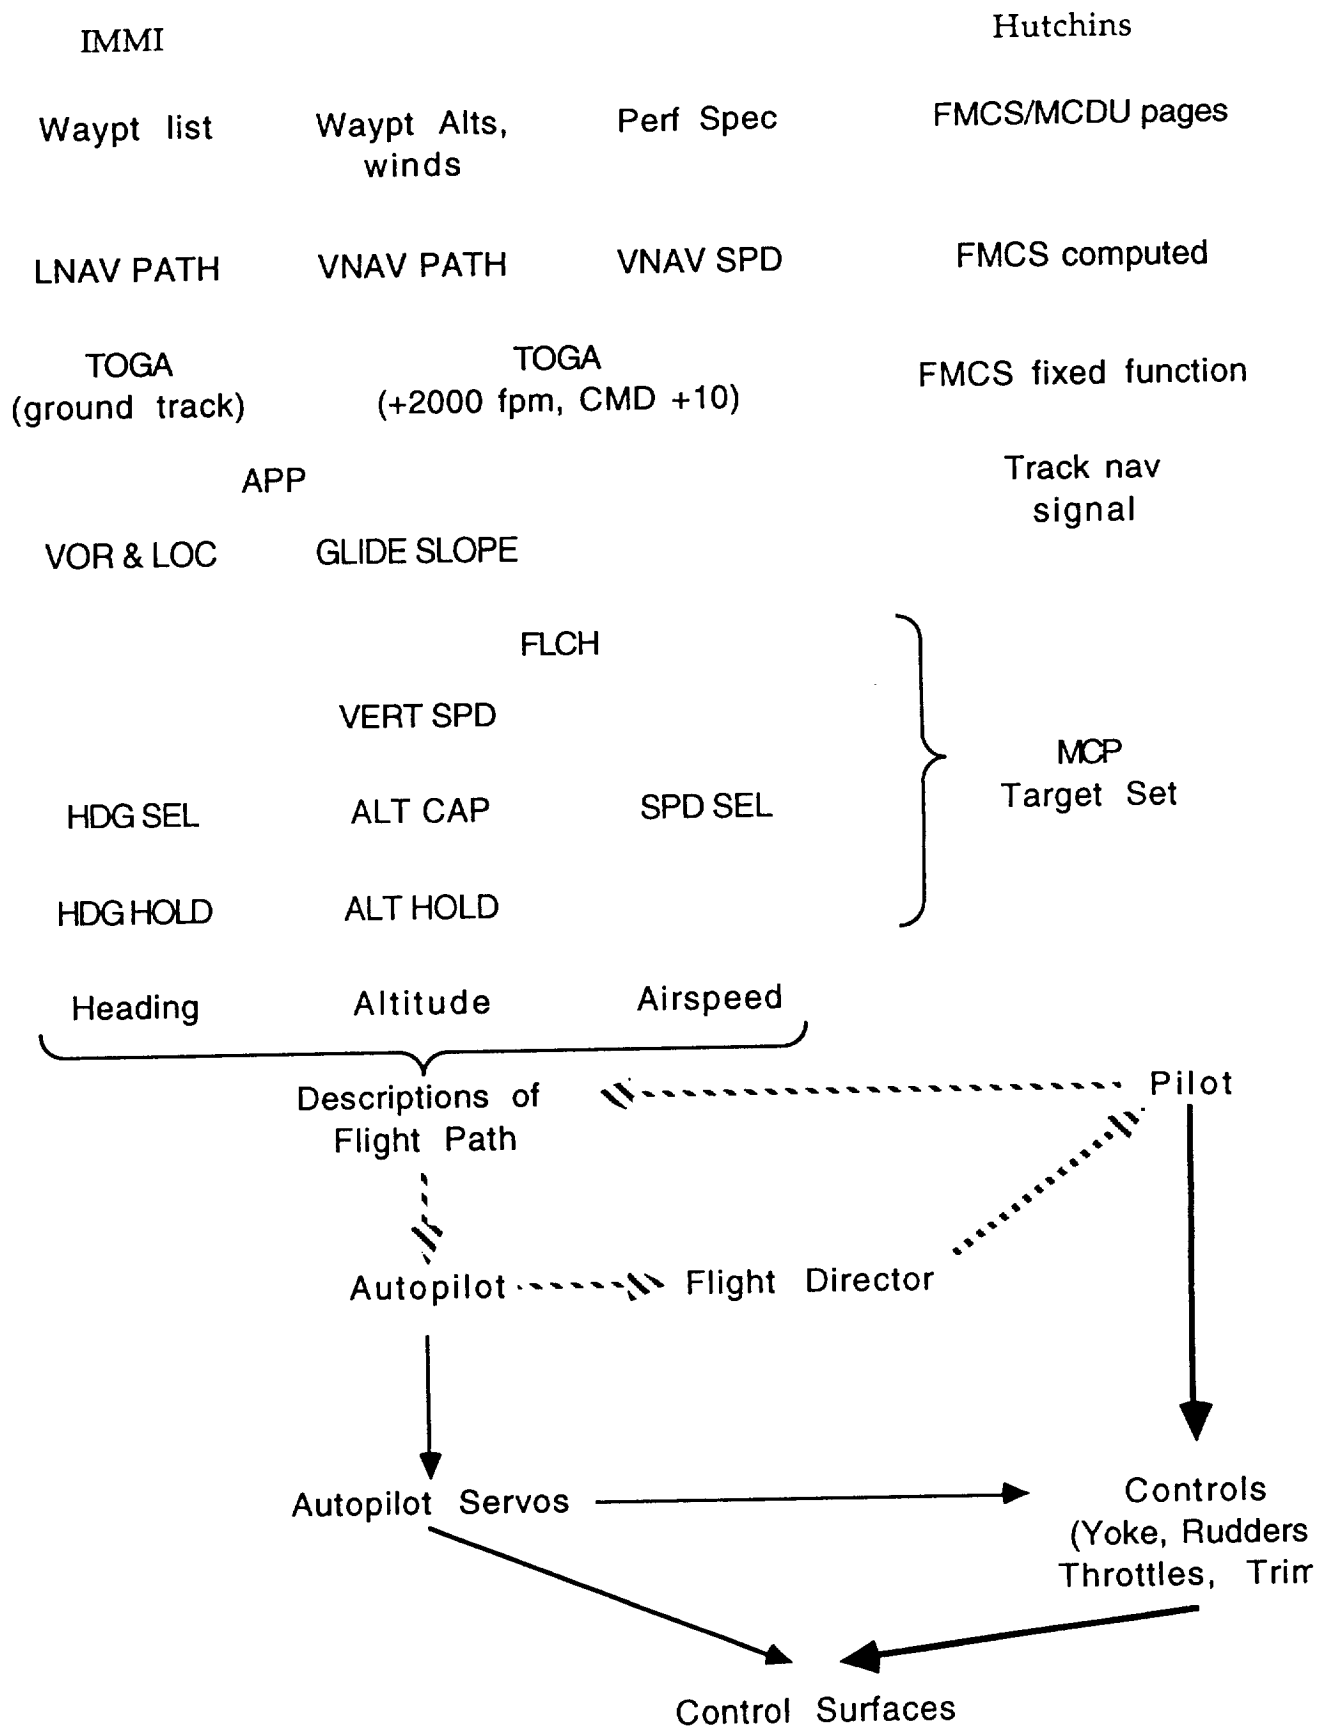 IMMI Hutchins
Waypt list Waypt Alts, Perf Spec FMCS/MCDU pages
winds
LNAV PATH VNAV PATH VNAV SPD FMCS computed
TOGA TOGA FMCS fixed function
(ground track) (+2000 fpm, CMD +10)
APP Track nav
signal
VOR & LOC GLIDE SLOPE
FLCH
VERT SPD
MCP
HDG SEL ALT CAP SPD SEL Target Set
HDG HOLD ALT HOLD
Heading Altitude Airspeed
Descriptions of Pilot
Flight Path
Autopilot Flight Director
Autopilot Servos Controls
(Yoke, Rudders
Throttles,
Control Surfaces